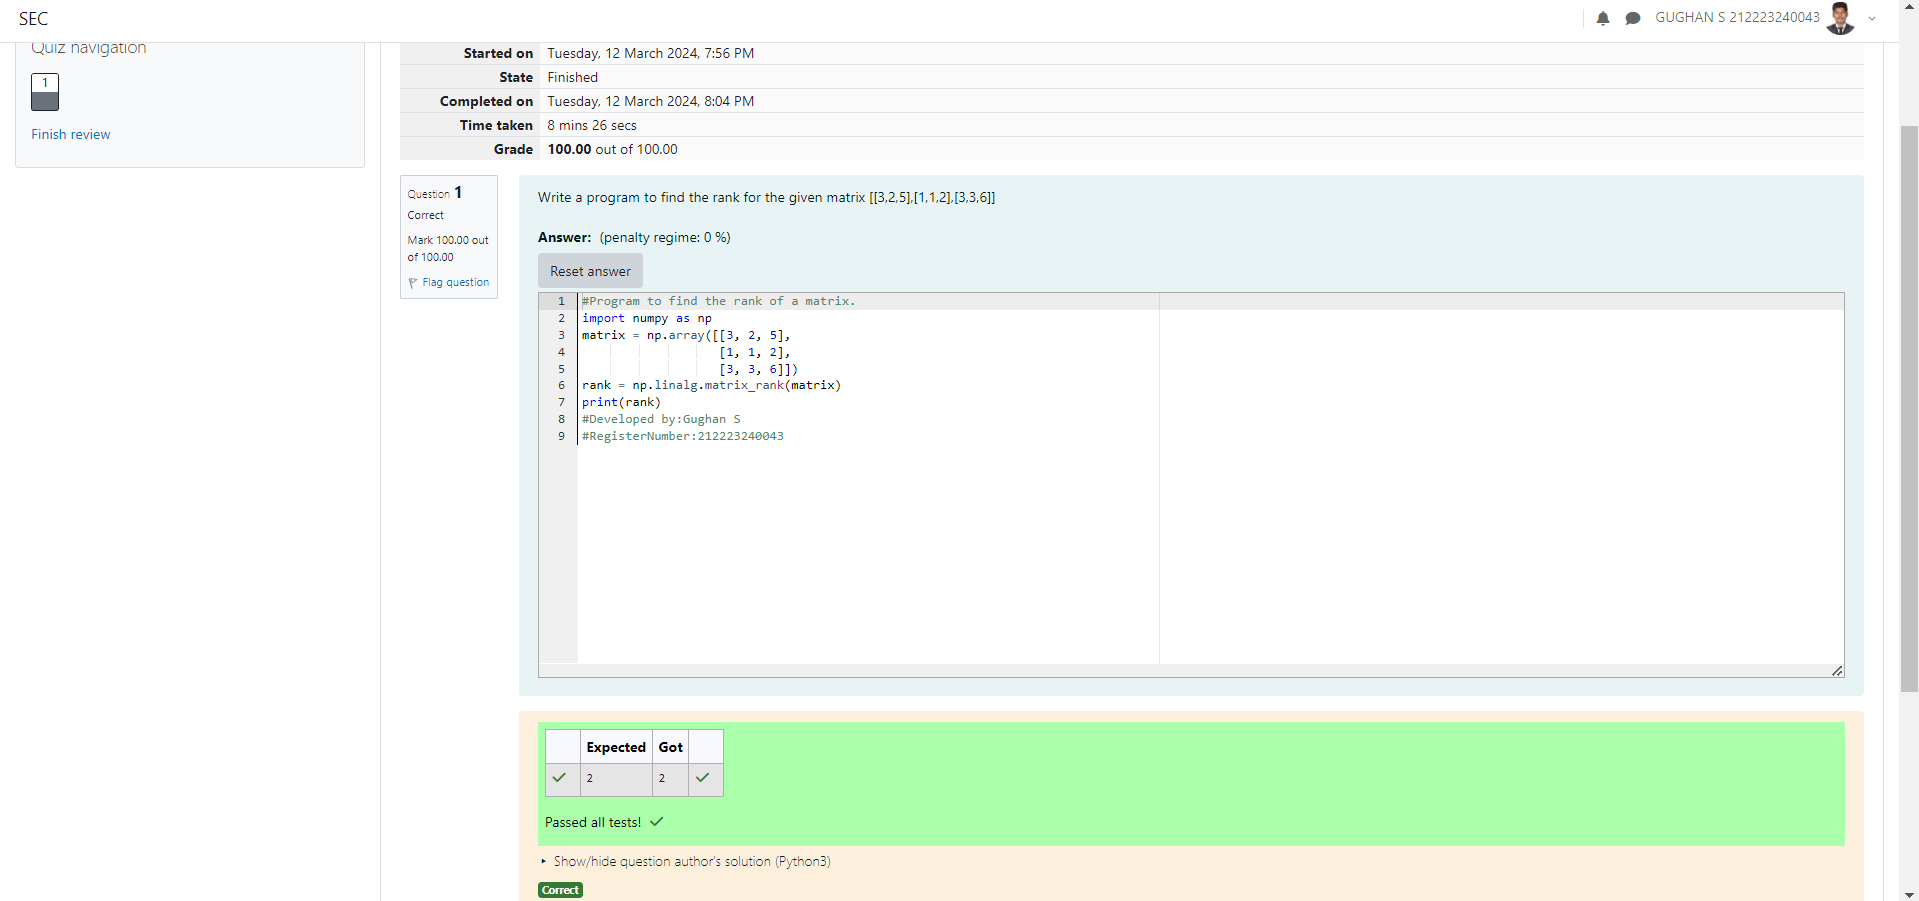 SEC
GUGHAN S 212223240043
Quiz navigation
1
Finish review
Started on Tuesday, 12 March 2024, 7:56 PM
State Finished
Completed on Tuesday, 12 March 2024, 8:04 PM
Time taken 8 mins 26 secs
Grade 100.00 out of 100.00
Question 1
Correct
Mark 100.00 out
of 100.00
Flag question
Write a program to find the rank for the given matrix [[3,2,5],[1,1,2],[3,3,6]]
Answer: (penalty regime: 0 %)
Reset answer
1 #Program to find the rank of a matrix.
2 import numpy as np
3 matrix = np.array([[3, 2, 5],
4 [1, 1, 2],
5 [3, 3, 6]])
6 rank = np.linalg.matrix_rank(matrix)
7 print(rank)
8 #Developed by:Gughan S
9 #RegisterNumber:212223240043
Expected Got
2 2
Passed all tests!
Show/hide question author's solution (Python3)
Correct